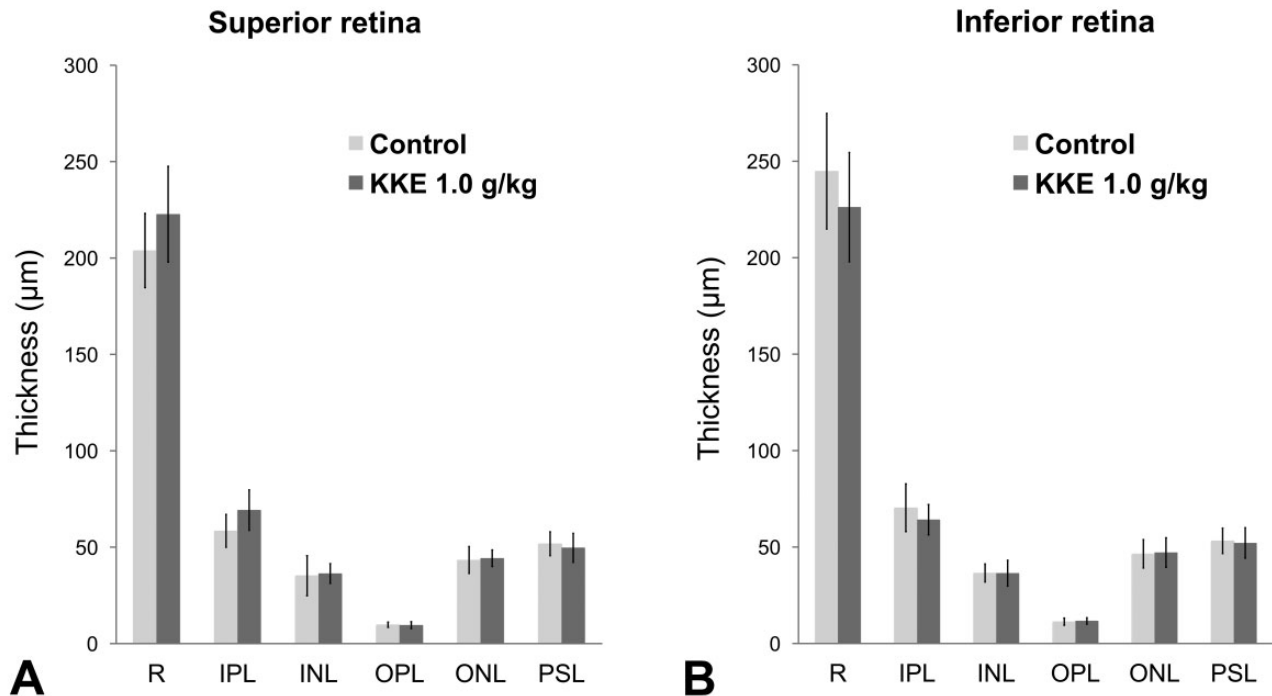 Superior retina
300
250
200
150
100
50
0
Thickness (µm)
Control
KKE 1.0 g/kg
R IPL INL OPL ONL PSL
A
Inferior retina
300
250
200
150
100
50
0
Thickness (µm)
Control
KKE 1.0 g/kg
R IPL INL OPL ONL PSL
B